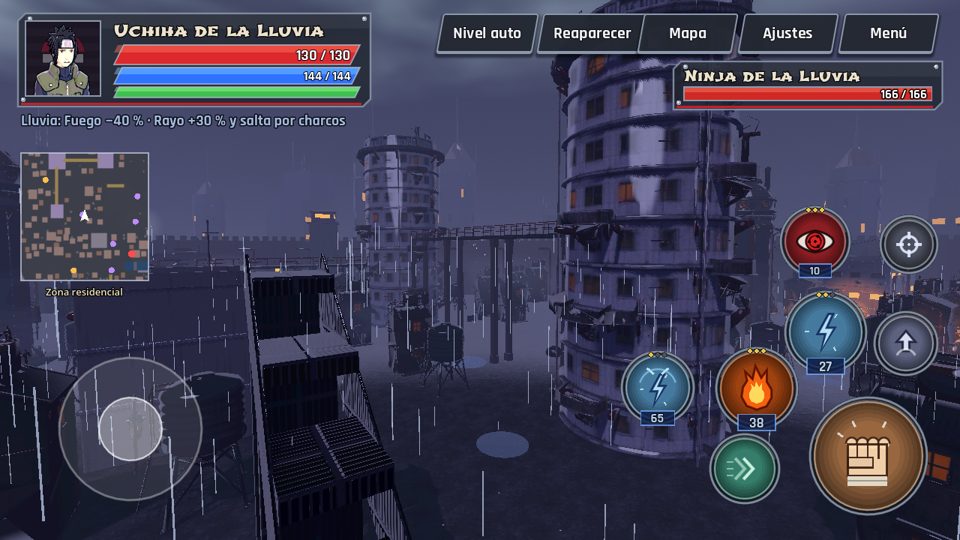 Uchiha de la Lluvia
130 / 130
144 / 144
Lluvia: Fuego −40 % · Rayo +30 % y salta por charcos
Nivel auto
Reaparecer
Mapa
Ajustes
Menú
Ninja de la Lluvia
166 / 166
Zona residencial
10
27
65
38